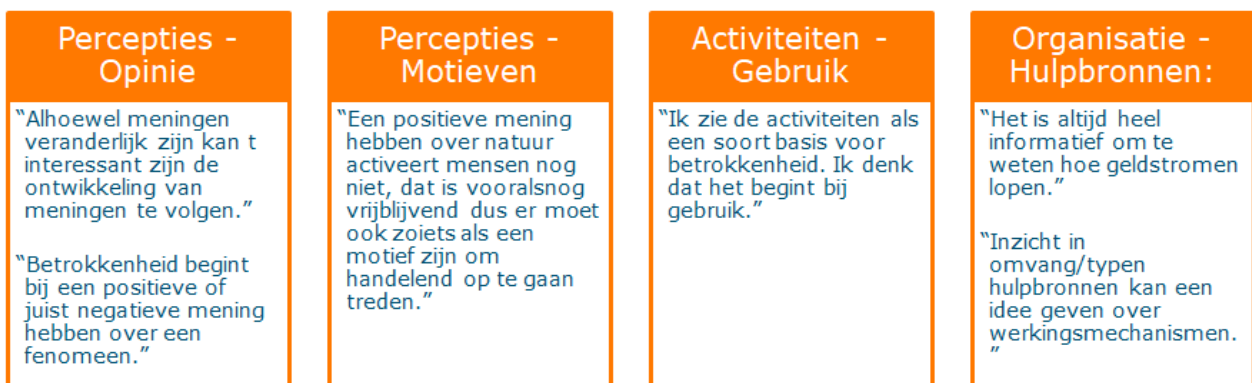 Percepties -
Opinie
“Alhoewel meningen
veranderlijk zijn kan t
interessant zijn de
ontwikkeling van
meningen te volgen.”
“Betrokkenheid begint
bij een positieve of
juist negatieve mening
hebben over een
fenomeen.”
Percepties -
Motieven
“Een positieve mening
hebben over natuur
activeert mensen nog
niet, dat is vooralsnog
vrijblijvend dus er moet
ook zoiets als een
motief zijn om
handelend op te gaan
treden.”
Activiteiten -
Gebruik
“Ik zie de activiteiten als
een soort basis voor
betrokkenheid. Ik denk
dat het begint bij
gebruik.”
Organisatie -
Hulpbronnen:
“Het is altijd heel
informatief om te
weten hoe geldstromen
lopen.”
“Inzicht in
omvang/typen
hulpbronnen kan een
idee geven over
werkingsmechanismen.
”